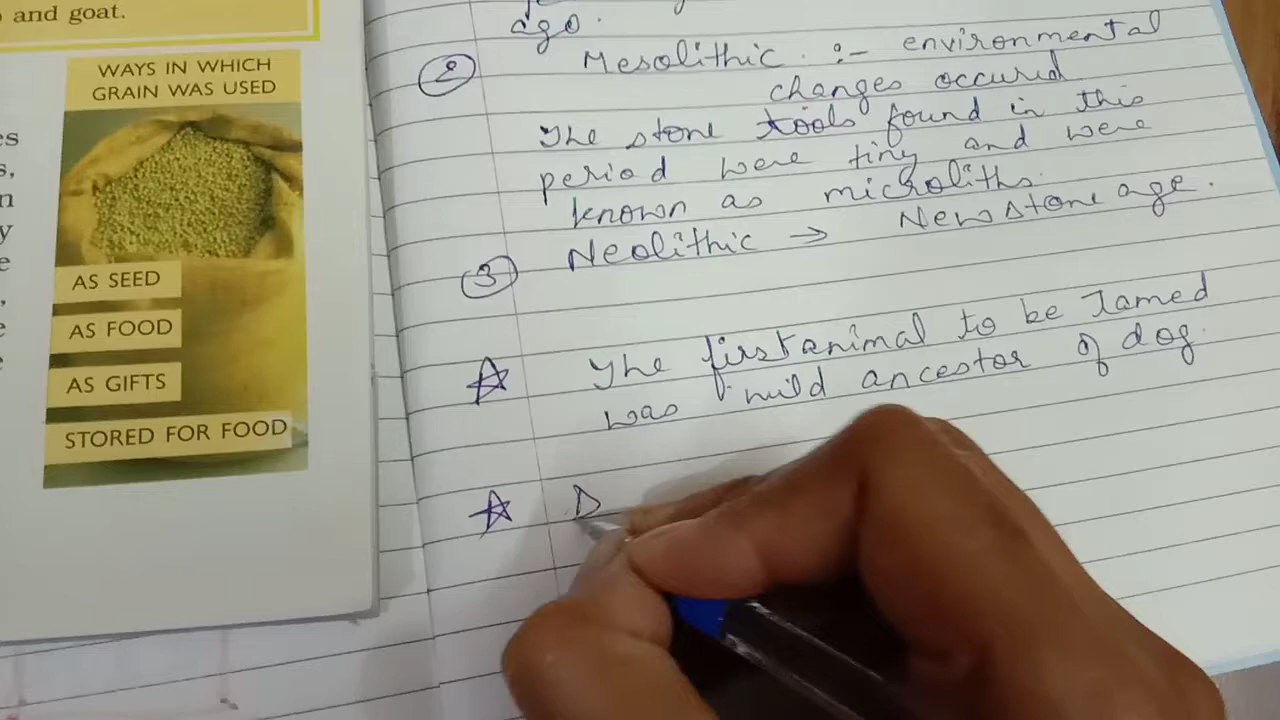 and goat.
WAYS IN WHICH
GRAIN WAS USED
AS SEED
AS FOOD
AS GIFTS
STORED FOR FOOD
ago.
② Mesolithic :- environmental
changes occured
The stone tools found in this
period were tiny and were
known as microliths.
③ Neolithic → New stone age.
☆ The first animal to be Tamed
was wild ancestor of dog.
☆ D